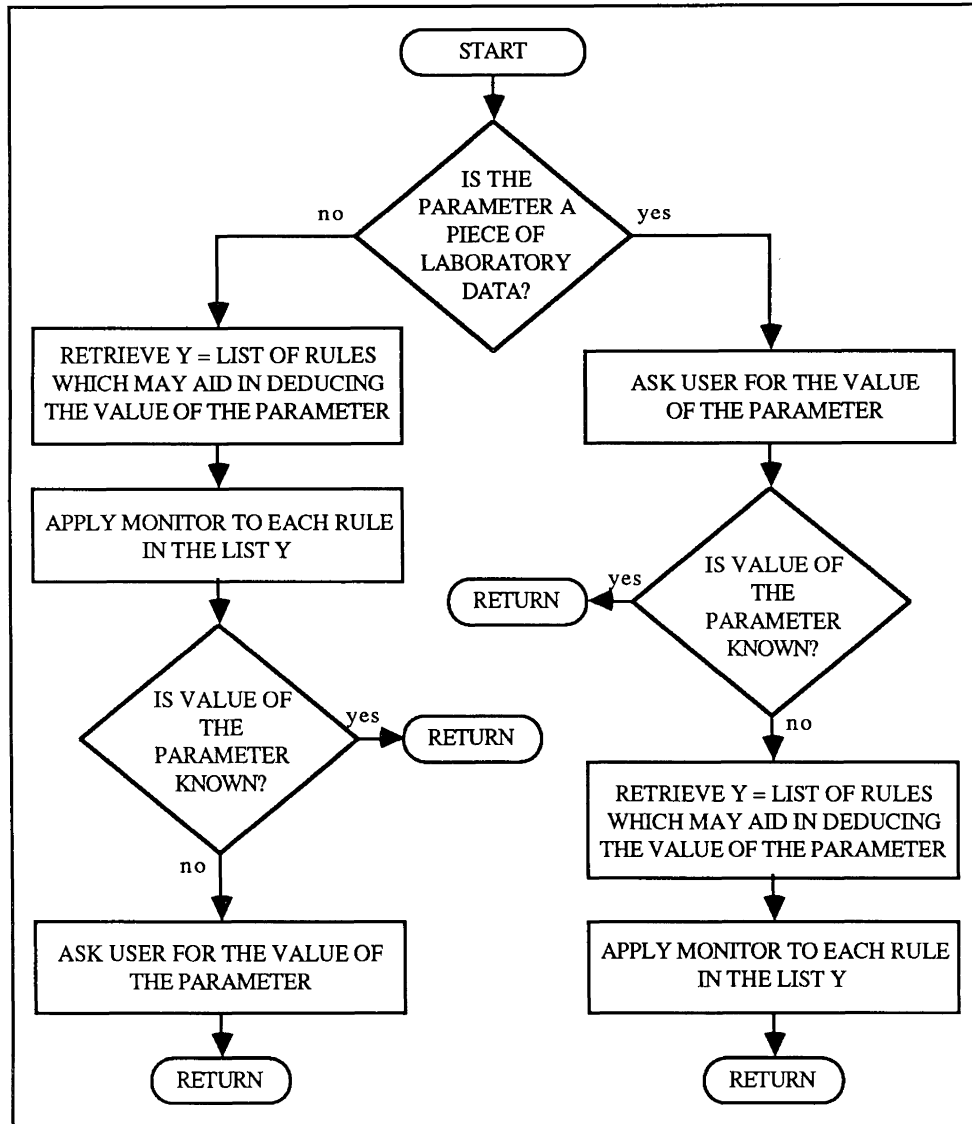 START
IS THE
PARAMETER A
PIECE OF
LABORATORY
DATA?
no
yes
RETRIEVE Y = LIST OF RULES
WHICH MAY AID IN DEDUCING
THE VALUE OF THE PARAMETER
APPLY MONITOR TO EACH RULE
IN THE LIST Y
IS VALUE OF
THE
PARAMETER
KNOWN?
yes
RETURN
no
ASK USER FOR THE VALUE OF
THE PARAMETER
RETURN
ASK USER FOR THE VALUE
OF THE PARAMETER
IS VALUE OF
THE
PARAMETER
KNOWN?
yes
RETURN
no
RETRIEVE Y = LIST OF RULES
WHICH MAY AID IN DEDUCING
THE VALUE OF THE PARAMETER
APPLY MONITOR TO EACH RULE
IN THE LIST Y
RETURN